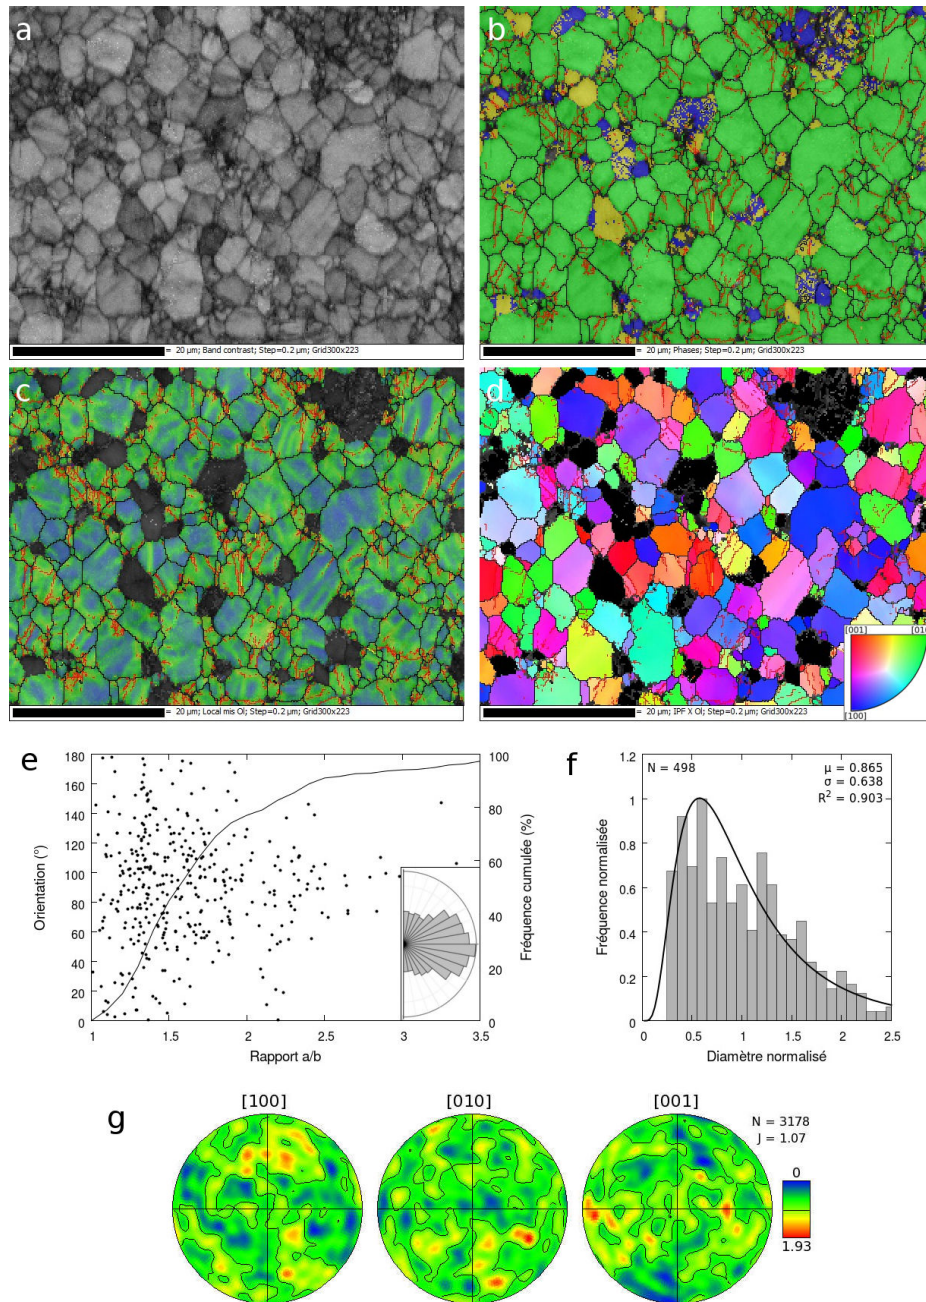 a
b
= 20 µm; Band contrast; Step=0.2 µm; Grid300x223
= 20 µm; Phases; Step=0.2 µm; Grid300x223
c
d
[001] [010]
[100]
= 20 µm; Local mis Ol; Step=0.2 µm; Grid300x223
= 20 µm; IPF X Ol; Step=0.2 µm; Grid300x223
e
180
160
140
120
100
80
60
40
20
0
Orientation (°)
1 1.5 2 2.5 3 3.5
Rapport a/b
100
80
60
40
20
0
Fréquence cumulée (%)
f
N = 498
µ = 0.865
σ = 0.638
R² = 0.903
1.2
1
0.8
0.6
0.4
0.2
0
Fréquence normalisée
0 0.5 1 1.5 2 2.5
Diamètre normalisé
g
[100] [010] [001]
N = 3178
J = 1.07
0
1.93